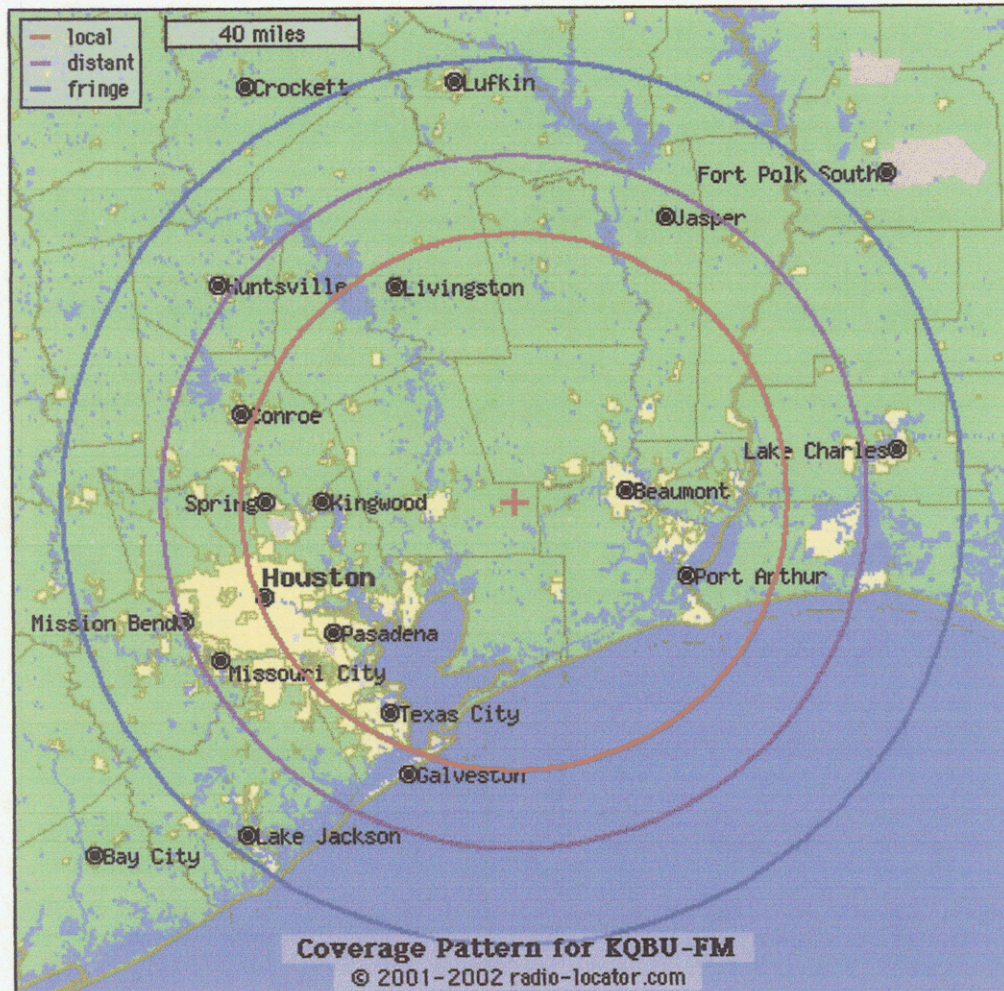 local
distant
fringe
40 miles
Crockett
Lufkin
Fort Polk South
Jasper
Huntsville
Livingston
Conroe
Lake Charles
Spring
Kingwood
Beaumont
Houston
Port Arthur
Mission Bend
Pasadena
Missouri City
Texas City
Galveston
Lake Jackson
Bay City
Coverage Pattern for KQBU-FM
© 2001-2002 radio-locator.com